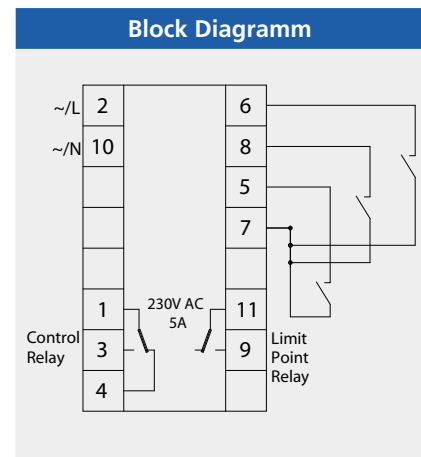 Block Diagramm
~/L 2 6
~/N 10 8
5
7
1 230V AC 11
5A
Control Relay 3 9 Limit Point Relay
4